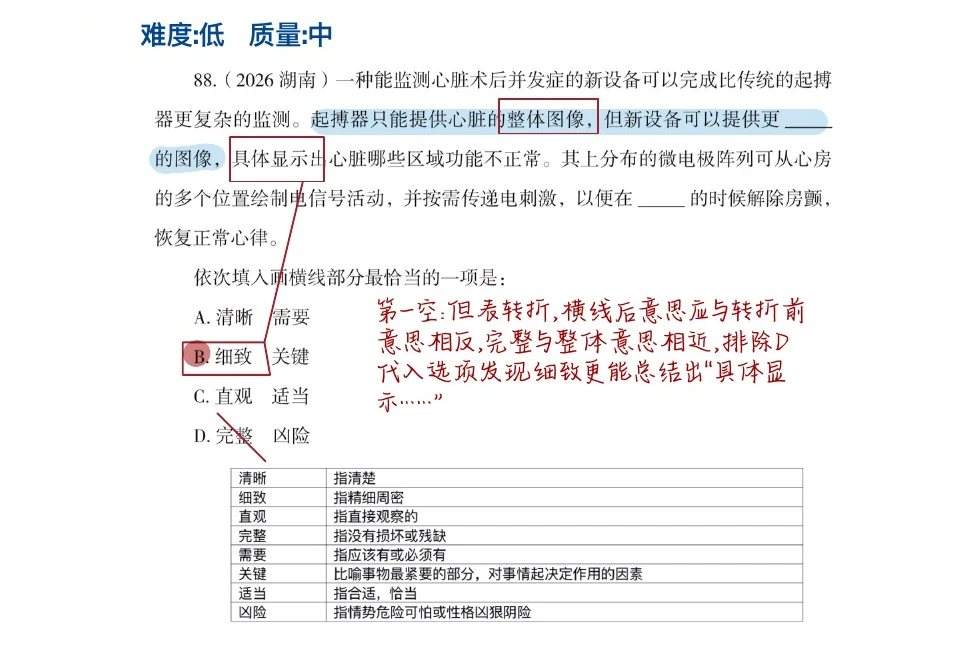 难度:低 质量:中
88.（2026 湖南）一种能监测心脏术后并发症的新设备可以完成比传统的起搏
器更复杂的监测。起搏器只能提供心脏的整体图像，但新设备可以提供更_____
的图像，具体显示出心脏哪些区域功能不正常。其上分布的微电极阵列可从心房
的多个位置绘制电信号活动，并按需传递电刺激，以便在_____的时候解除房颤，
恢复正常心律。
依次填入画横线部分最恰当的一项是：
A. 清晰 需要
B. 细致 关键
C. 直观 适当
D. 完整 凶险
第一空:但表转折,横线后意思应与转折前
意思相反,完整与整体意思相近,排除D
代入选项发现细致更能总结出“具体显
示……”
清晰 指清楚
细致 指精细周密
直观 指直接观察的
完整 指没有损坏或残缺
需要 指应该有或必须有
关键 比喻事物最紧要的部分，对事情起决定作用的因素
适当 指合适，恰当
凶险 指情势危险可怕或性格凶狠阴险